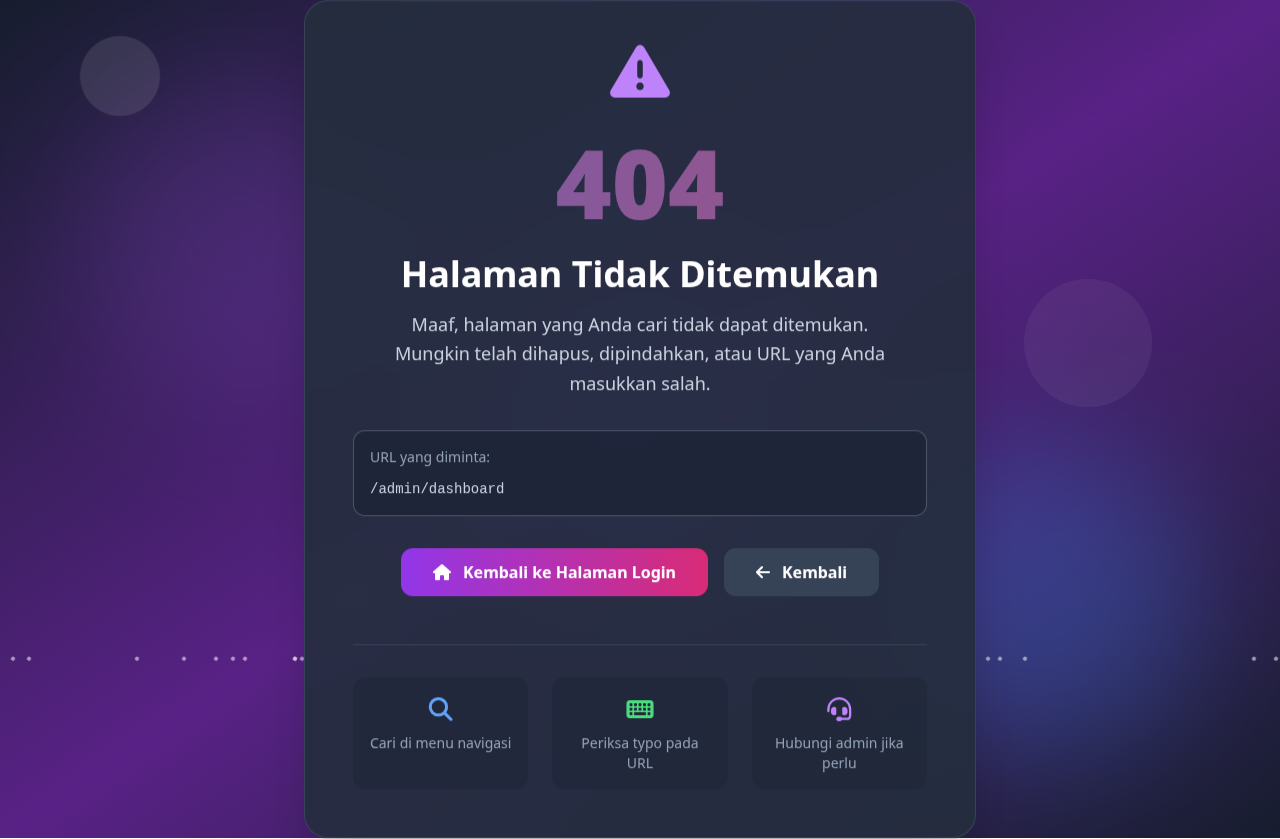 404
Halaman Tidak Ditemukan
Maaf, halaman yang Anda cari tidak dapat ditemukan.
Mungkin telah dihapus, dipindahkan, atau URL yang Anda
masukkan salah.
URL yang diminta:
/admin/dashboard
Kembali ke Halaman Login
Kembali
Cari di menu navigasi
Periksa typo pada
URL
Hubungi admin jika
perlu